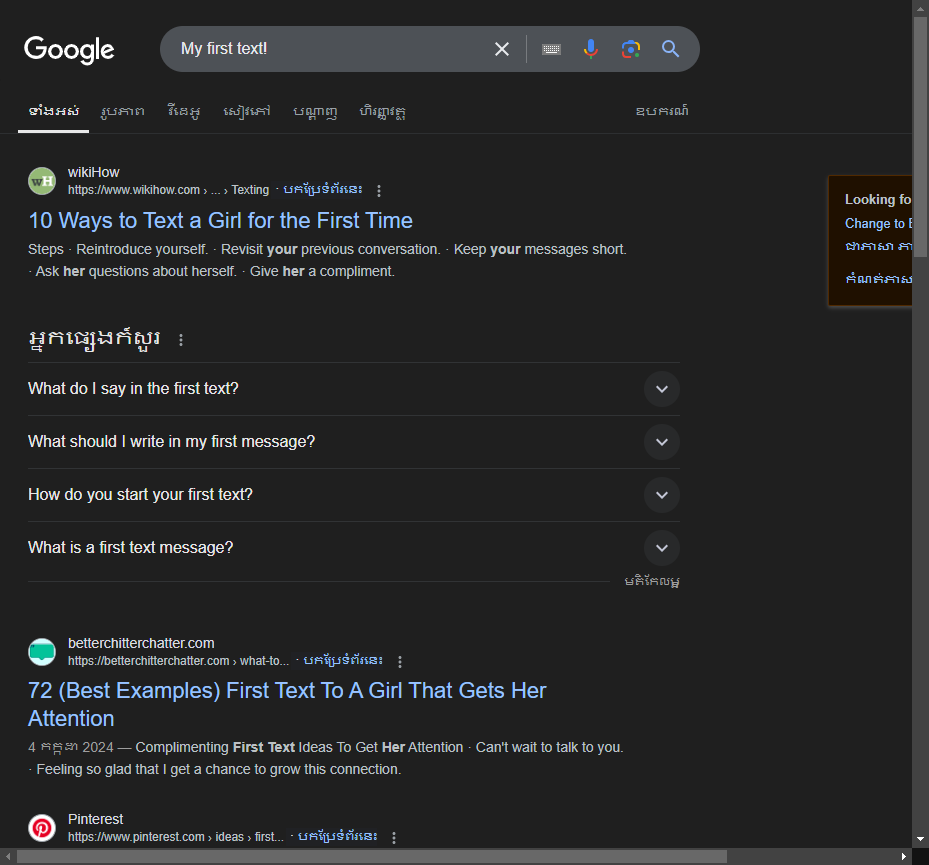 Google
My first text!
ទាំងអស់ រូបភាព វីដេអូ សៀវភៅ បណ្ដាញ ហិរញ្ញវត្ថុ ឧបករណ៍
wikiHow
https://www.wikihow.com › ... › Texting · បកប្រែទំព័រនេះ
10 Ways to Text a Girl for the First Time
Steps · Reintroduce yourself. · Revisit your previous conversation. · Keep your messages short.
· Ask her questions about herself. · Give her a compliment.
Looking fo
Change to E
ជាភាសា ភា
កំណត់ភាស
អ្នកផ្សេងក៏សួរ
What do I say in the first text?
What should I write in my first message?
How do you start your first text?
What is a first text message?
មតិកែលម្អ
betterchitterchatter.com
https://betterchitterchatter.com › what-to... · បកប្រែទំព័រនេះ
72 (Best Examples) First Text To A Girl That Gets Her
Attention
4 កក្កដា 2024 — Complimenting First Text Ideas To Get Her Attention · Can't wait to talk to you.
· Feeling so glad that I get a chance to grow this connection.
Pinterest
https://www.pinterest.com › ideas › first... · បកប្រែទំព័រនេះ